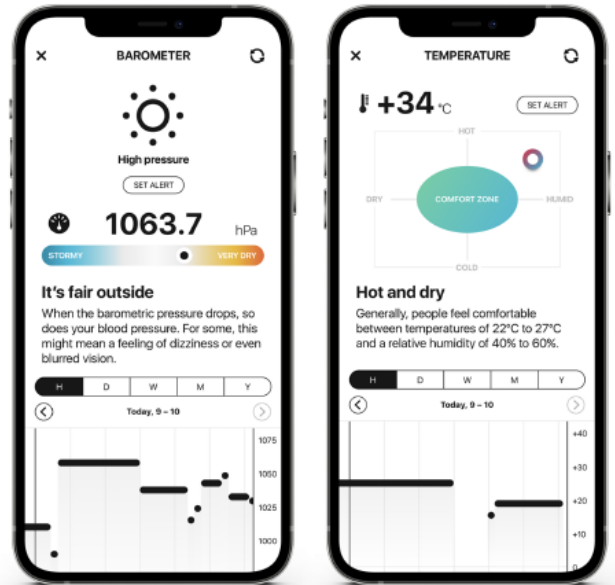 BAROMETER
High pressure
SET ALERT
1063.7 hPa
STORMY VERY DRY
It's fair outside
When the barometric pressure drops, so
does your blood pressure. For some, this
might mean a feeling of dizziness or even
blurred vision.
H D W M Y
Today, 9 – 10
1075
1050
1025
1000
TEMPERATURE
+34 °C SET ALERT
HOT
DRY COMFORT ZONE HUMID
COLD
Hot and dry
Generally, people feel comfortable
between temperatures of 22°C to 27°C
and a relative humidity of 40% to 60%.
H D W M Y
Today, 9 – 10
+40
+30
+20
+10
0